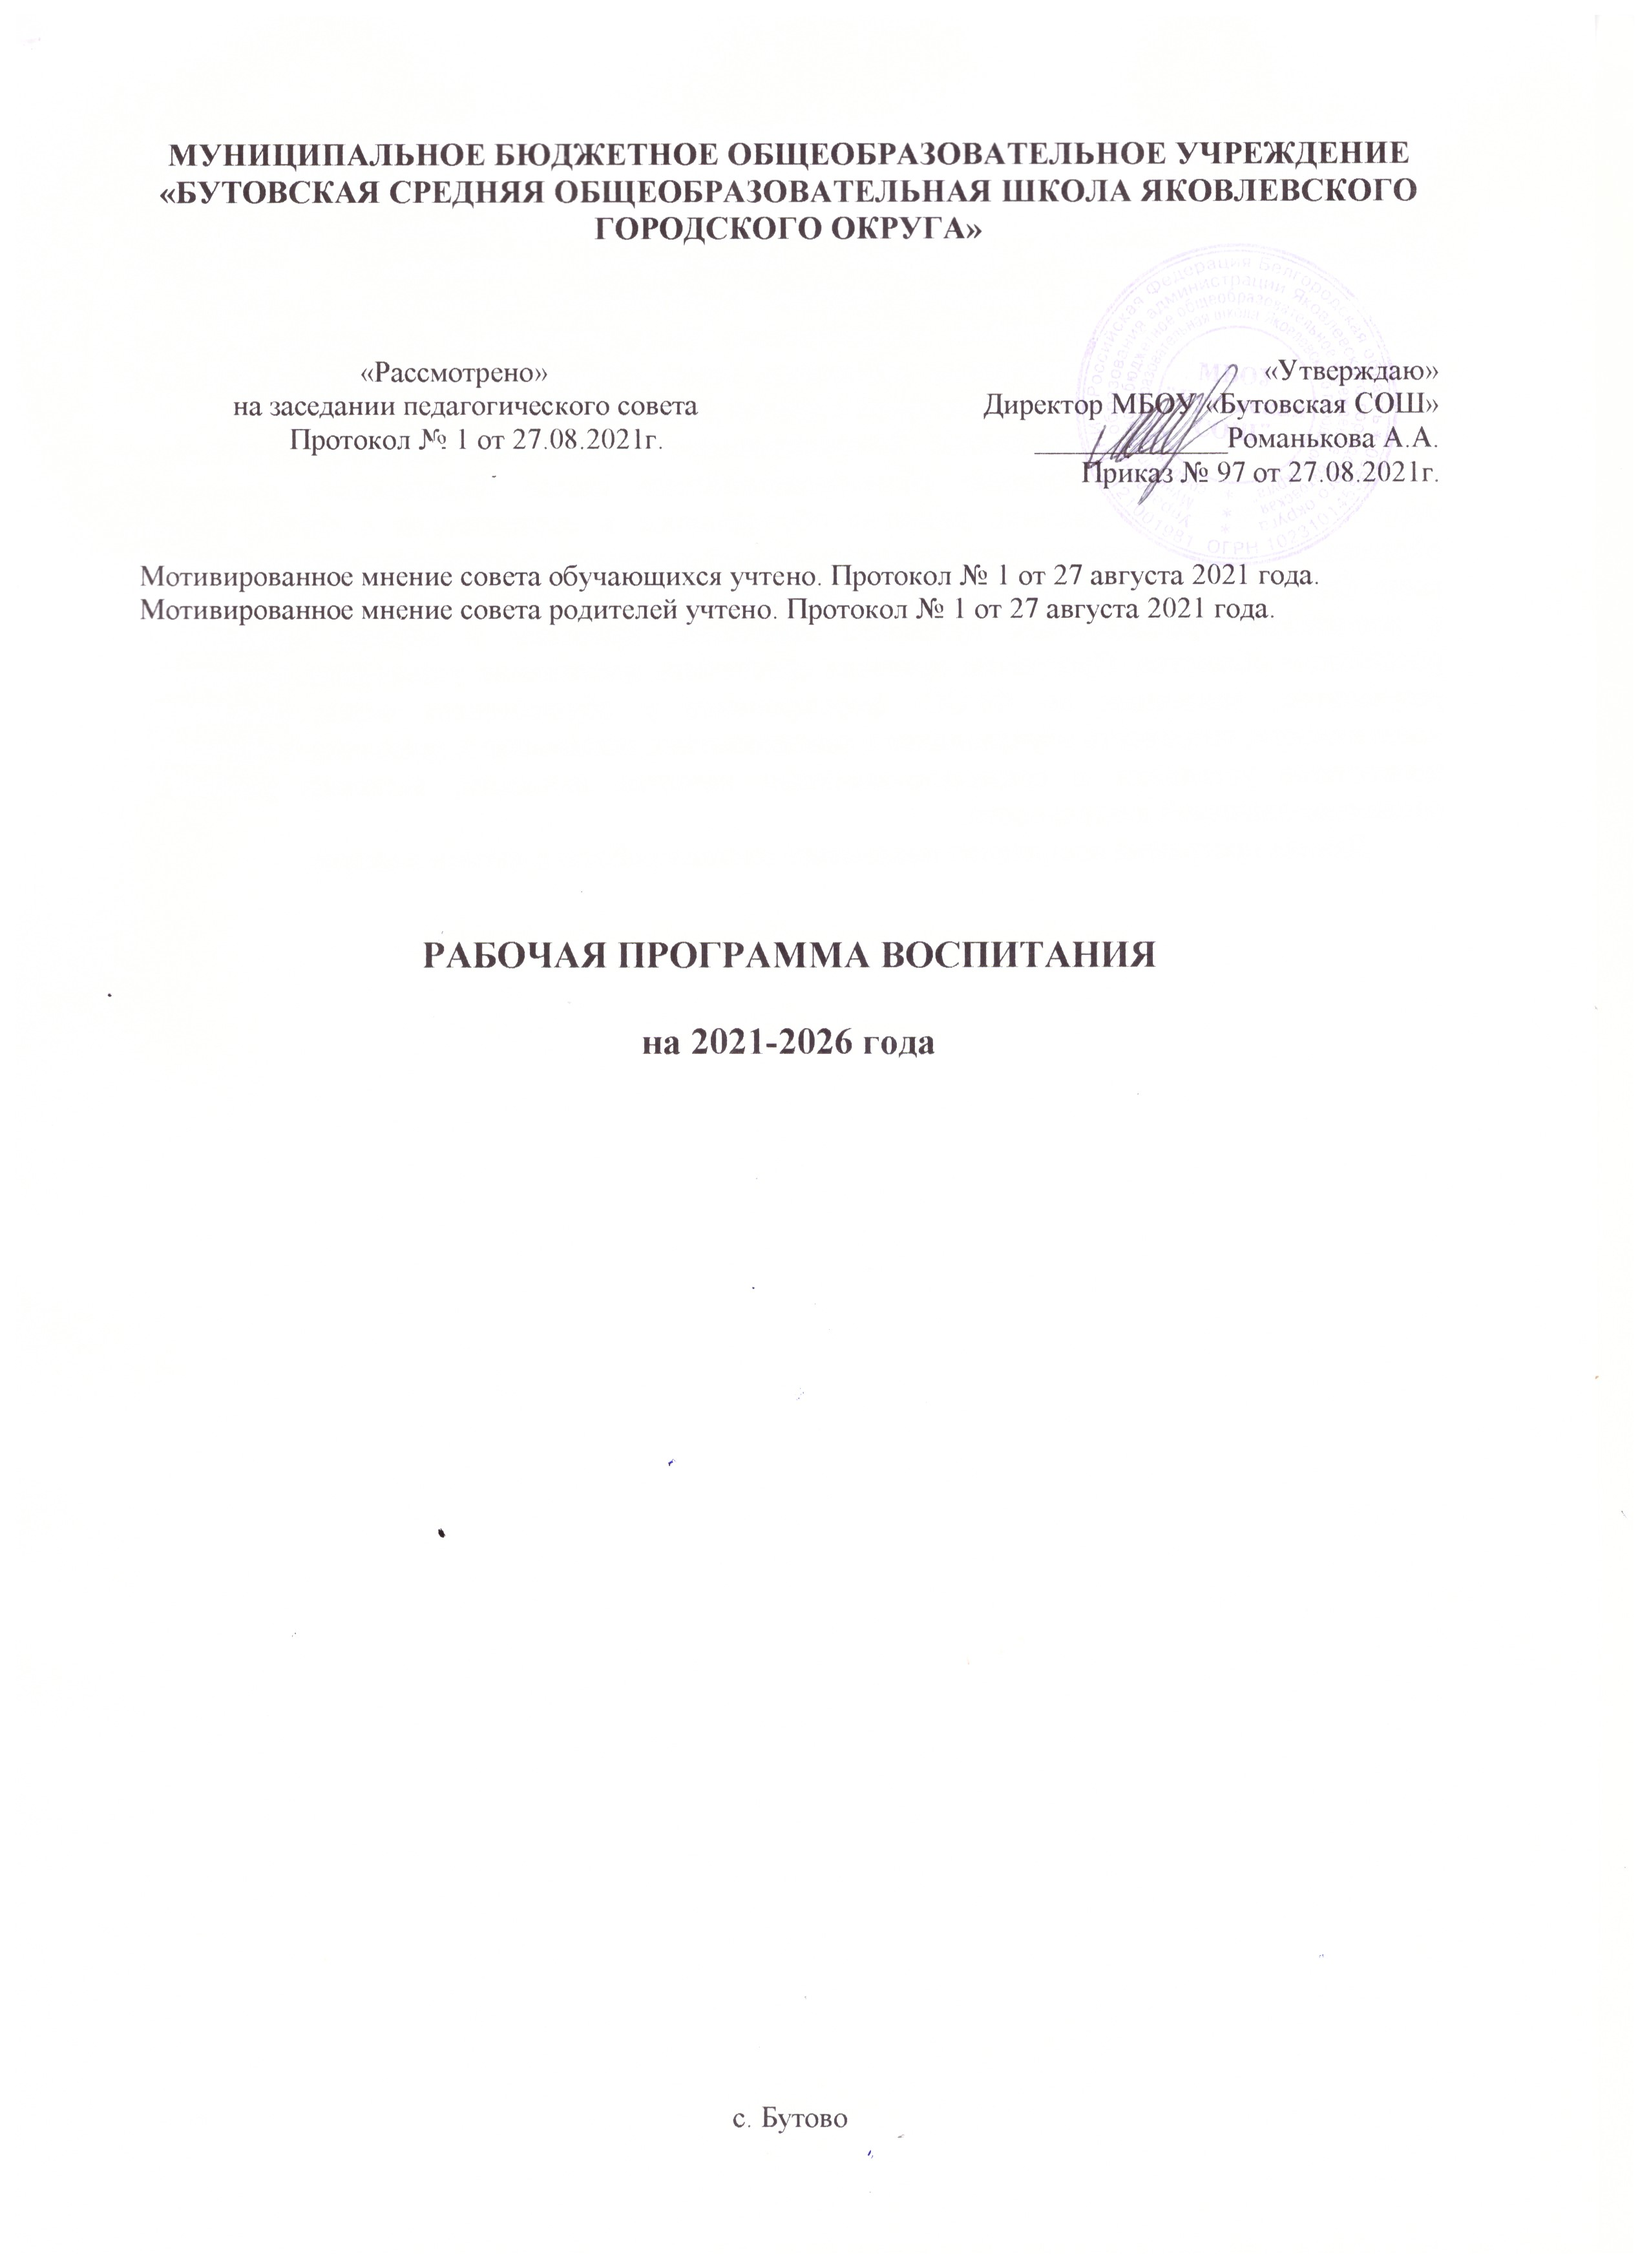 МУНИЦИПАЛЬНОЕ БЮДЖЕТНОЕ ОБЩЕОБРАЗОВАТЕЛЬНОЕ УЧРЕЖДЕНИЕ
«БУТОВСКАЯ СРЕДНЯЯ ОБЩЕОБРАЗОВАТЕЛЬНАЯ ШКОЛА ЯКОВЛЕВСКОГО
ГОРОДСКОГО ОКРУГА»
«Рассмотрено»
на заседании педагогического совета
Протокол № 1 от 27.08.2021г.
«Утверждаю»
Директор МБОУ «Бутовская СОШ»
Романькова А.А.
Приказ № 97 от 27.08.2021г.
Мотивированное мнение совета обучающихся учтено. Протокол № 1 от 27 августа 2021 года.
Мотивированное мнение совета родителей учтено. Протокол № 1 от 27 августа 2021 года.
РАБОЧАЯ ПРОГРАММА ВОСПИТАНИЯ
на 2021-2026 года
с. Бутово